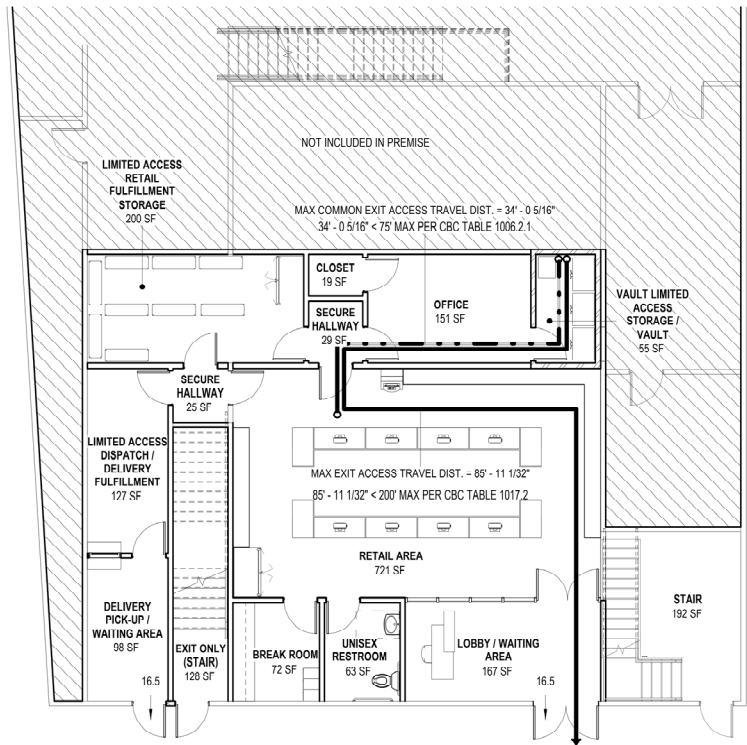 NOT INCLUDED IN PREMISE
LIMITED ACCESS
RETAIL
FULFILLMENT
STORAGE
200 SF
MAX COMMON EXIT ACCESS TRAVEL DIST. = 34' - 0 5/16"
34' - 0 5/16" < 75' MAX PER CBC TABLE 1006.2.1
CLOSET
19 SF
OFFICE
151 SF
SECURE
HALLWAY
29 SF
VAULT LIMITED
ACCESS
STORAGE /
VAULT
55 SF
SECURE
HALLWAY
25 SF
LIMITED ACCESS
DISPATCH /
DELIVERY
FULFILLMENT
127 SF
MAX EXIT ACCESS TRAVEL DIST. = 85' - 11 1/32"
85' - 11 1/32" < 200' MAX PER CBC TABLE 1017.2
RETAIL AREA
721 SF
DELIVERY
PICK-UP /
WAITING AREA
98 SF
EXIT ONLY
(STAIR)
128 SF
BREAK ROOM
72 SF
UNISEX
RESTROOM
63 SF
LOBBY / WAITING
AREA
167 SF
STAIR
192 SF
16.5
16.5